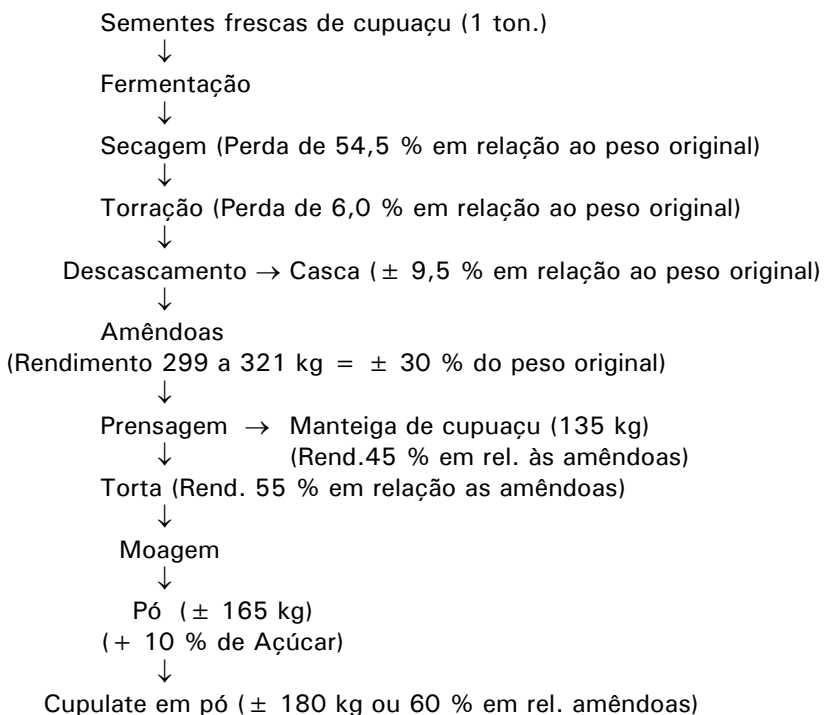 Sementes frescas de cupuaçu (1 ton.)
↓
Fermentação
↓
Secagem (Perda de 54,5 % em relação ao peso original)
↓
Torração (Perda de 6,0 % em relação ao peso original)
↓
Descascamento → Casca ( ± 9,5 % em relação ao peso original)
↓
Amêndoas
(Rendimento 299 a 321 kg = ± 30 % do peso original)
↓
Prensagem → Manteiga de cupuaçu (135 kg)
↓ (Rend.45 % em rel. às amêndoas)
Torta (Rend. 55 % em relação as amêndoas)
↓
Moagem
↓
Pó ( ± 165 kg)
( + 10 % de Açúcar)
↓
Cupulate em pó ( ± 180 kg ou 60 % em rel. amêndoas)